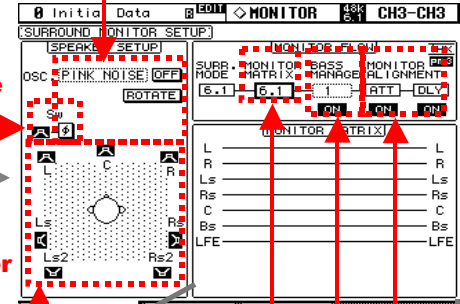 0 Initial Data EDIT ◇MONITOR 48k 6.1 CH3-CH3
SURROUND MONITOR SETUP
SPEAKER SETUP
OSC. PINK NOISE OFF
ROTATE
SW
ϕ
L C R
Ls Rs
Ls2 Rs2
or
MONITOR FLOW
SURR. MODE MONITOR MATRIX BASS MANAGE MONITOR ALIGNMENT
6.1 6.1 1 ATT DLY
ON ON ON
MONITOR MATRIX
L L
R R
Ls Ls
Rs Rs
C C
Bs Bs
LFE LFE